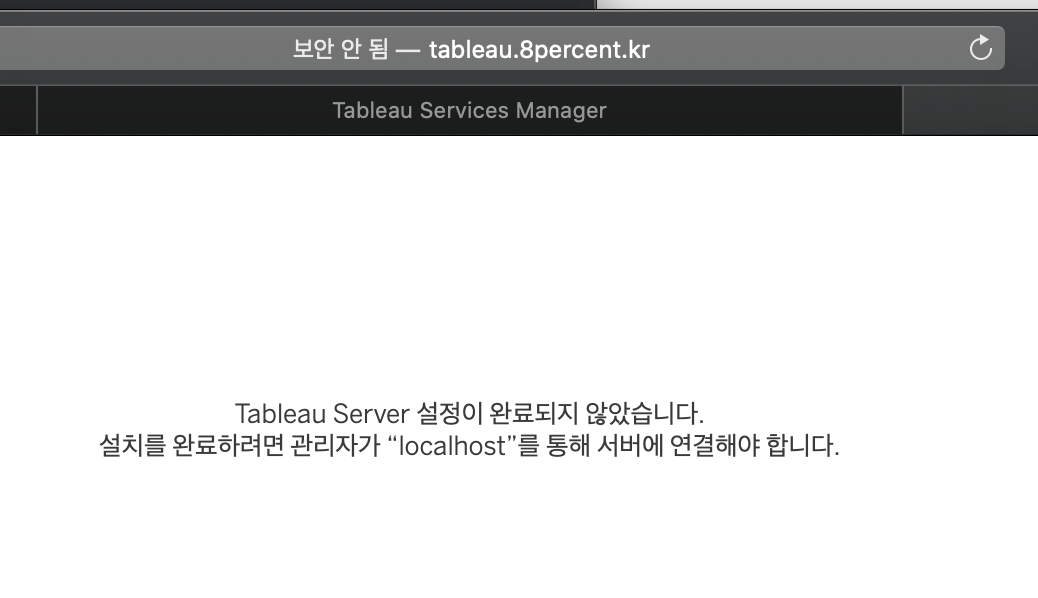 보안 안 됨 — tableau.8percent.kr
Tableau Services Manager
Tableau Server 설정이 완료되지 않았습니다.
설치를 완료하려면 관리자가 “localhost”를 통해 서버에 연결해야 합니다.